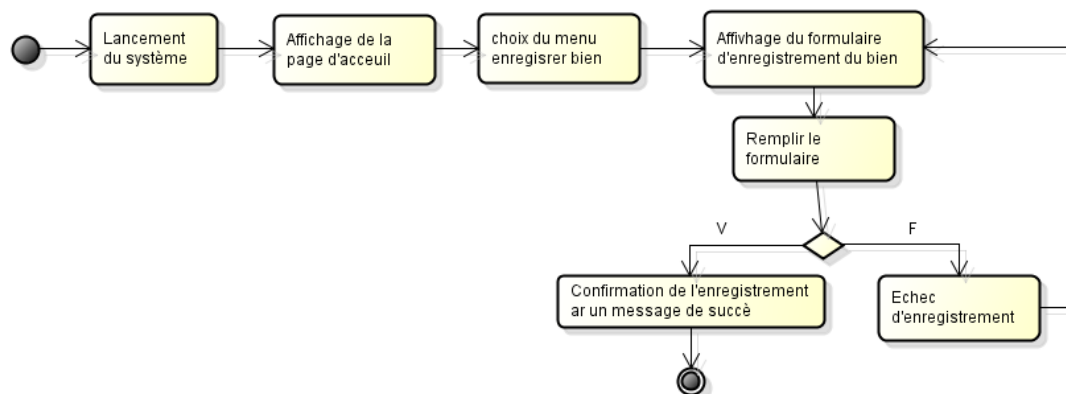 Lancement
du système
Affichage de la
page d'acceuil
choix du menu
enregisrer bien
Affivhage du formulaire
d'enregistrement du bien
Remplir le
formulaire
V
F
Confirmation de l'enregistrement
ar un message de succè
Echec
d'enregistrement